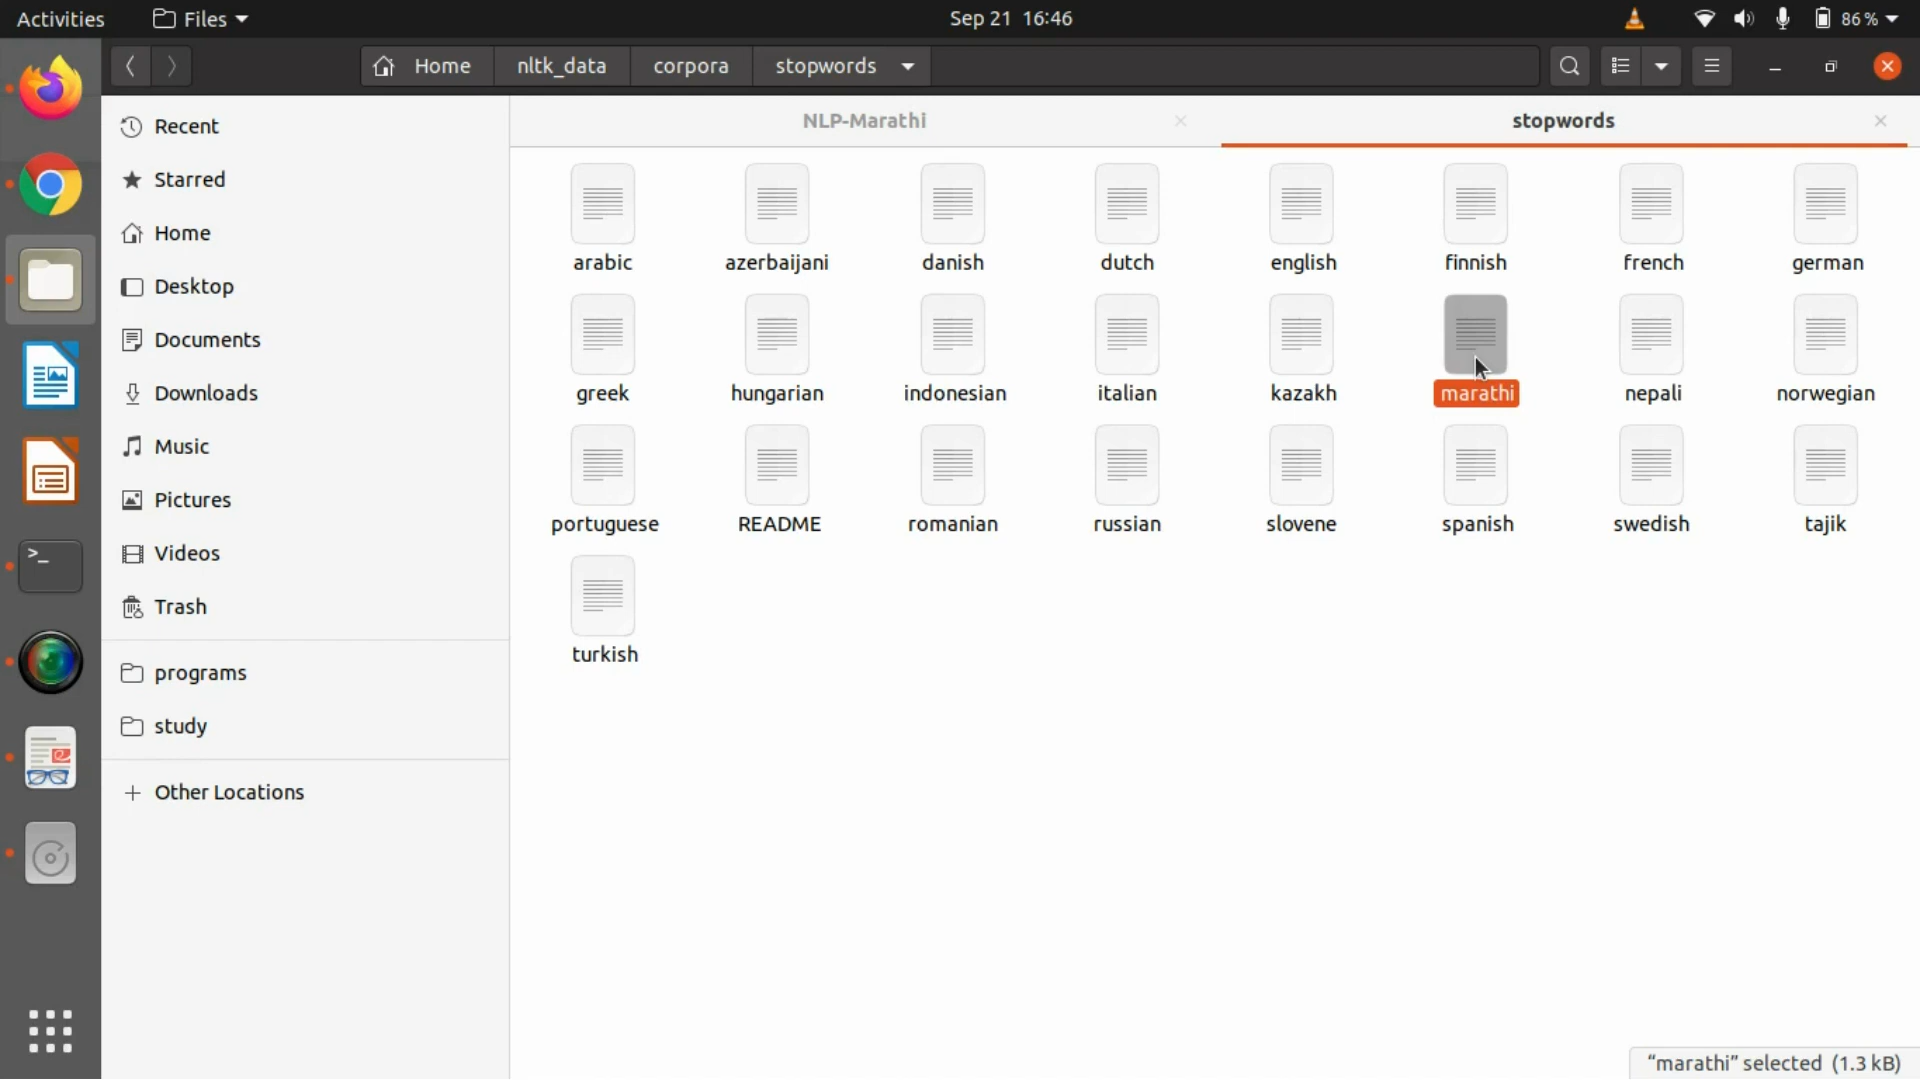 Activities Files Sep 21 16:46 86%
Home nltk_data corpora stopwords
NLP-Marathi stopwords
Recent
Starred
Home
Desktop
Documents
Downloads
Music
Pictures
Videos
Trash
programs
study
Other Locations
arabic azerbaijani danish dutch english finnish french german
greek hungarian indonesian italian kazakh marathi nepali norwegian
portuguese README romanian russian slovene spanish swedish tajik
turkish
“marathi” selected (1.3 kB)